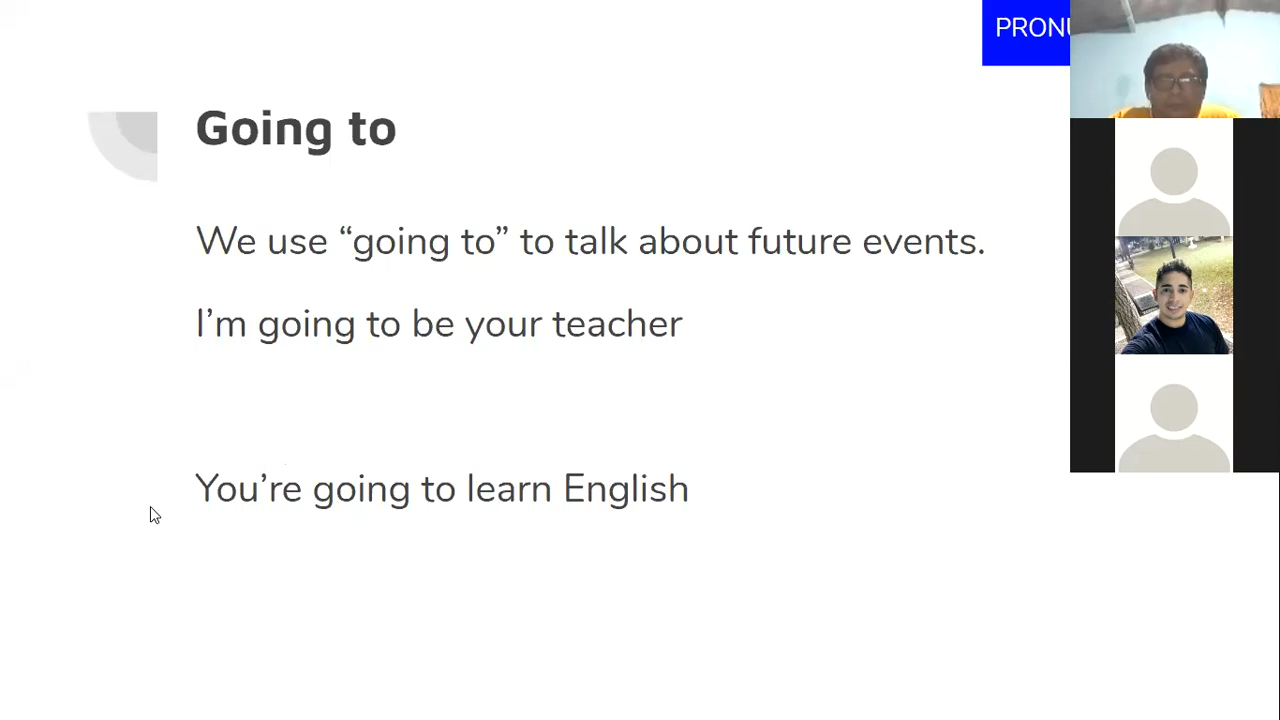 PRONU
Going to
We use “going to” to talk about future events.
I’m going to be your teacher
You’re going to learn English